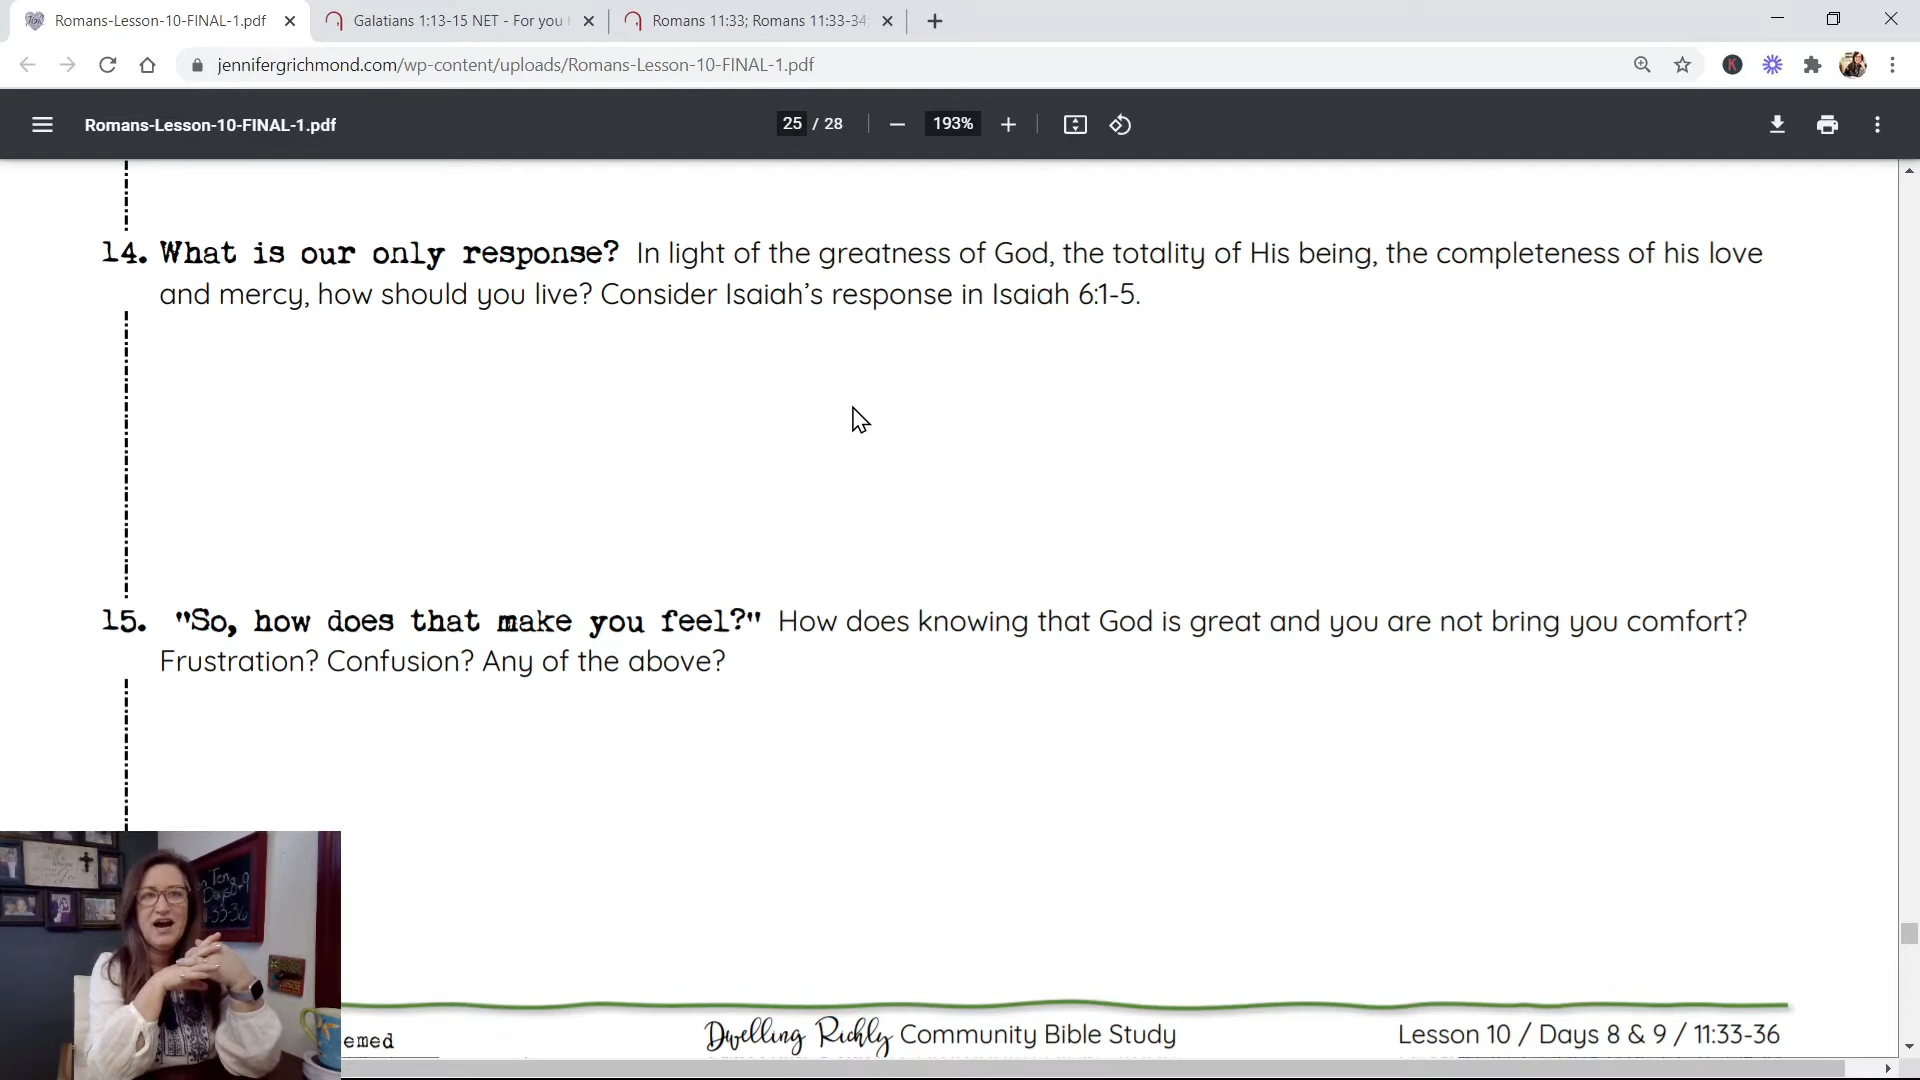 Romans-Lesson-10-FINAL-1.pdf
Galatians 1:13-15 NET - For you
Romans 11:33; Romans 11:33-34;
jennifergrichmond.com/wp-content/uploads/Romans-Lesson-10-FINAL-1.pdf
K
Romans-Lesson-10-FINAL-1.pdf
25 / 28
193%
14. What is our only response? In light of the greatness of God, the totality of His being, the completeness of his love
and mercy, how should you live? Consider Isaiah’s response in Isaiah 6:1-5.
15. "So, how does that make you feel?" How does knowing that God is great and you are not bring you comfort?
Frustration? Confusion? Any of the above?
Ten
Days 8+9
:33-36
emed
Dwelling Richly Community Bible Study
Lesson 10 / Days 8 & 9 / 11:33-36